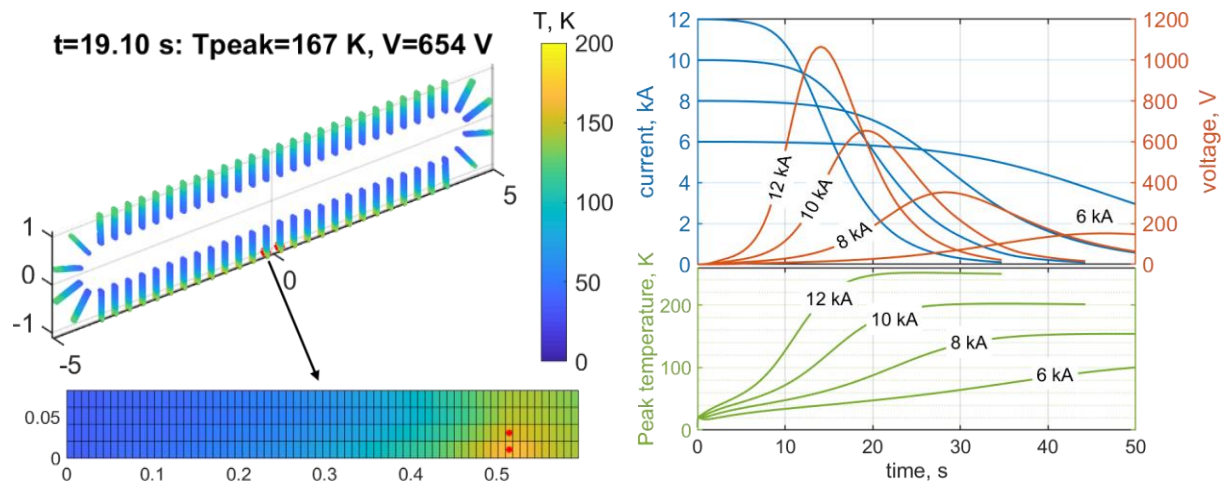 t=19.10 s: Tpeak=167 K, V=654 V
T, K
200
150
100
50
0
1
0
-1
-5
0
5
0.05
0
0 0.1 0.2 0.3 0.4 0.5
current, kA
12
10
8
6
4
2
0
voltage, V
1200
1000
800
600
400
200
0
12 kA
10 kA
8 kA
6 kA
Peak temperature, K
200
100
0
12 kA
10 kA
8 kA
6 kA
0 10 20 30 40 50
time, s